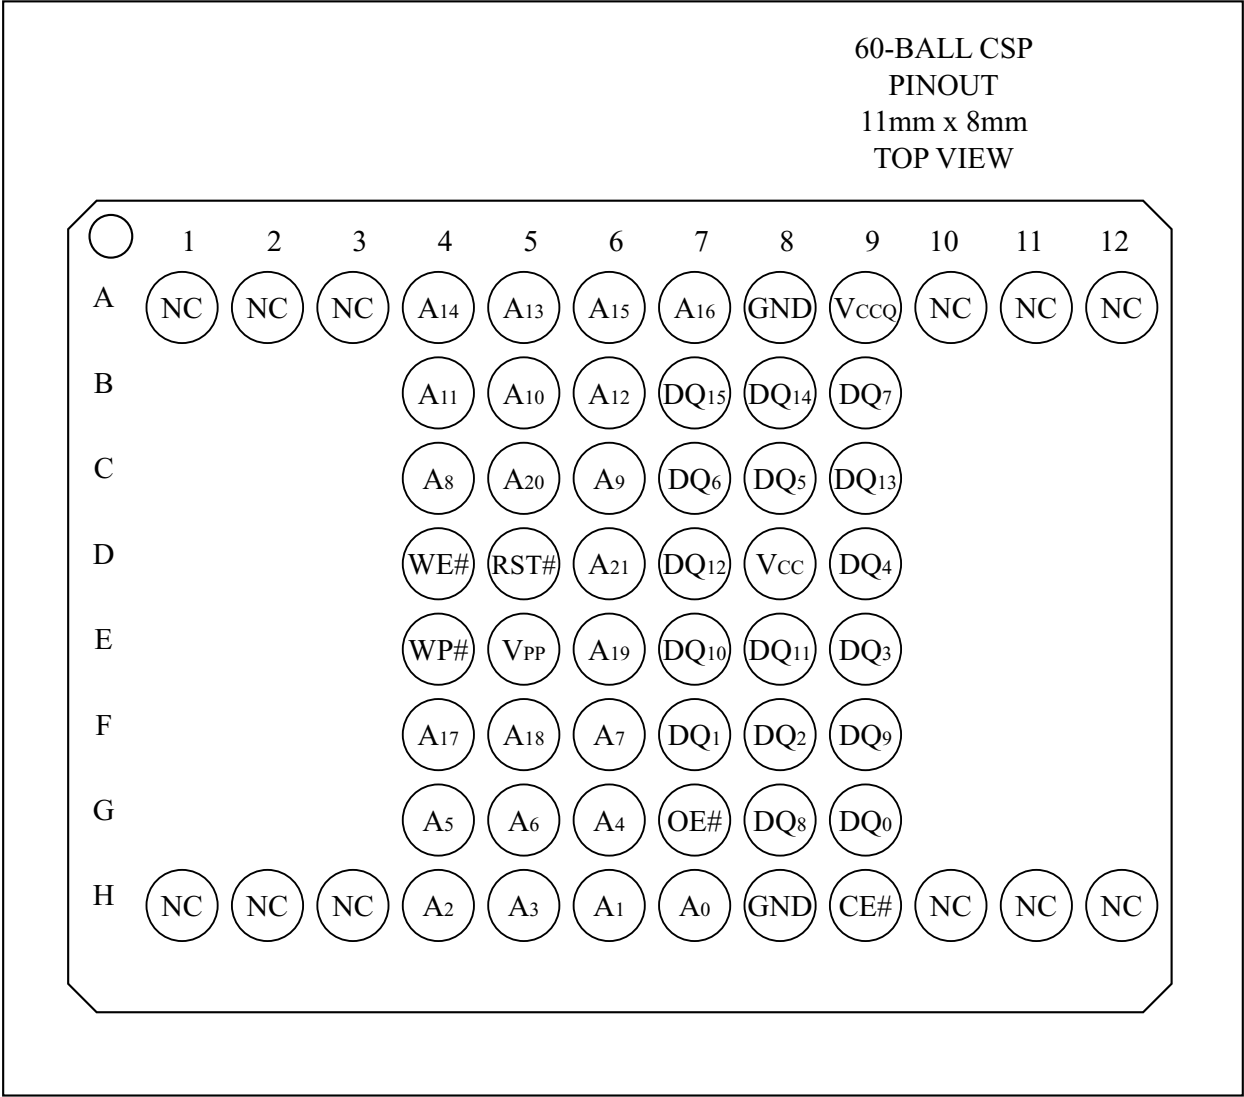 60-BALL CSP
PINOUT
11mm x 8mm
TOP VIEW
1 2 3 4 5 6 7 8 9 10 11 12
A NC NC NC A14 A13 A15 A16 GND VCCQ NC NC NC
B A11 A10 A12 DQ15 DQ14 DQ7
C A8 A20 A9 DQ6 DQ5 DQ13
D WE# RST# A21 DQ12 VCC DQ4
E WP# VPP A19 DQ10 DQ11 DQ3
F A17 A18 A7 DQ1 DQ2 DQ9
G A5 A6 A4 OE# DQ8 DQ0
H NC NC NC A2 A3 A1 A0 GND CE# NC NC NC